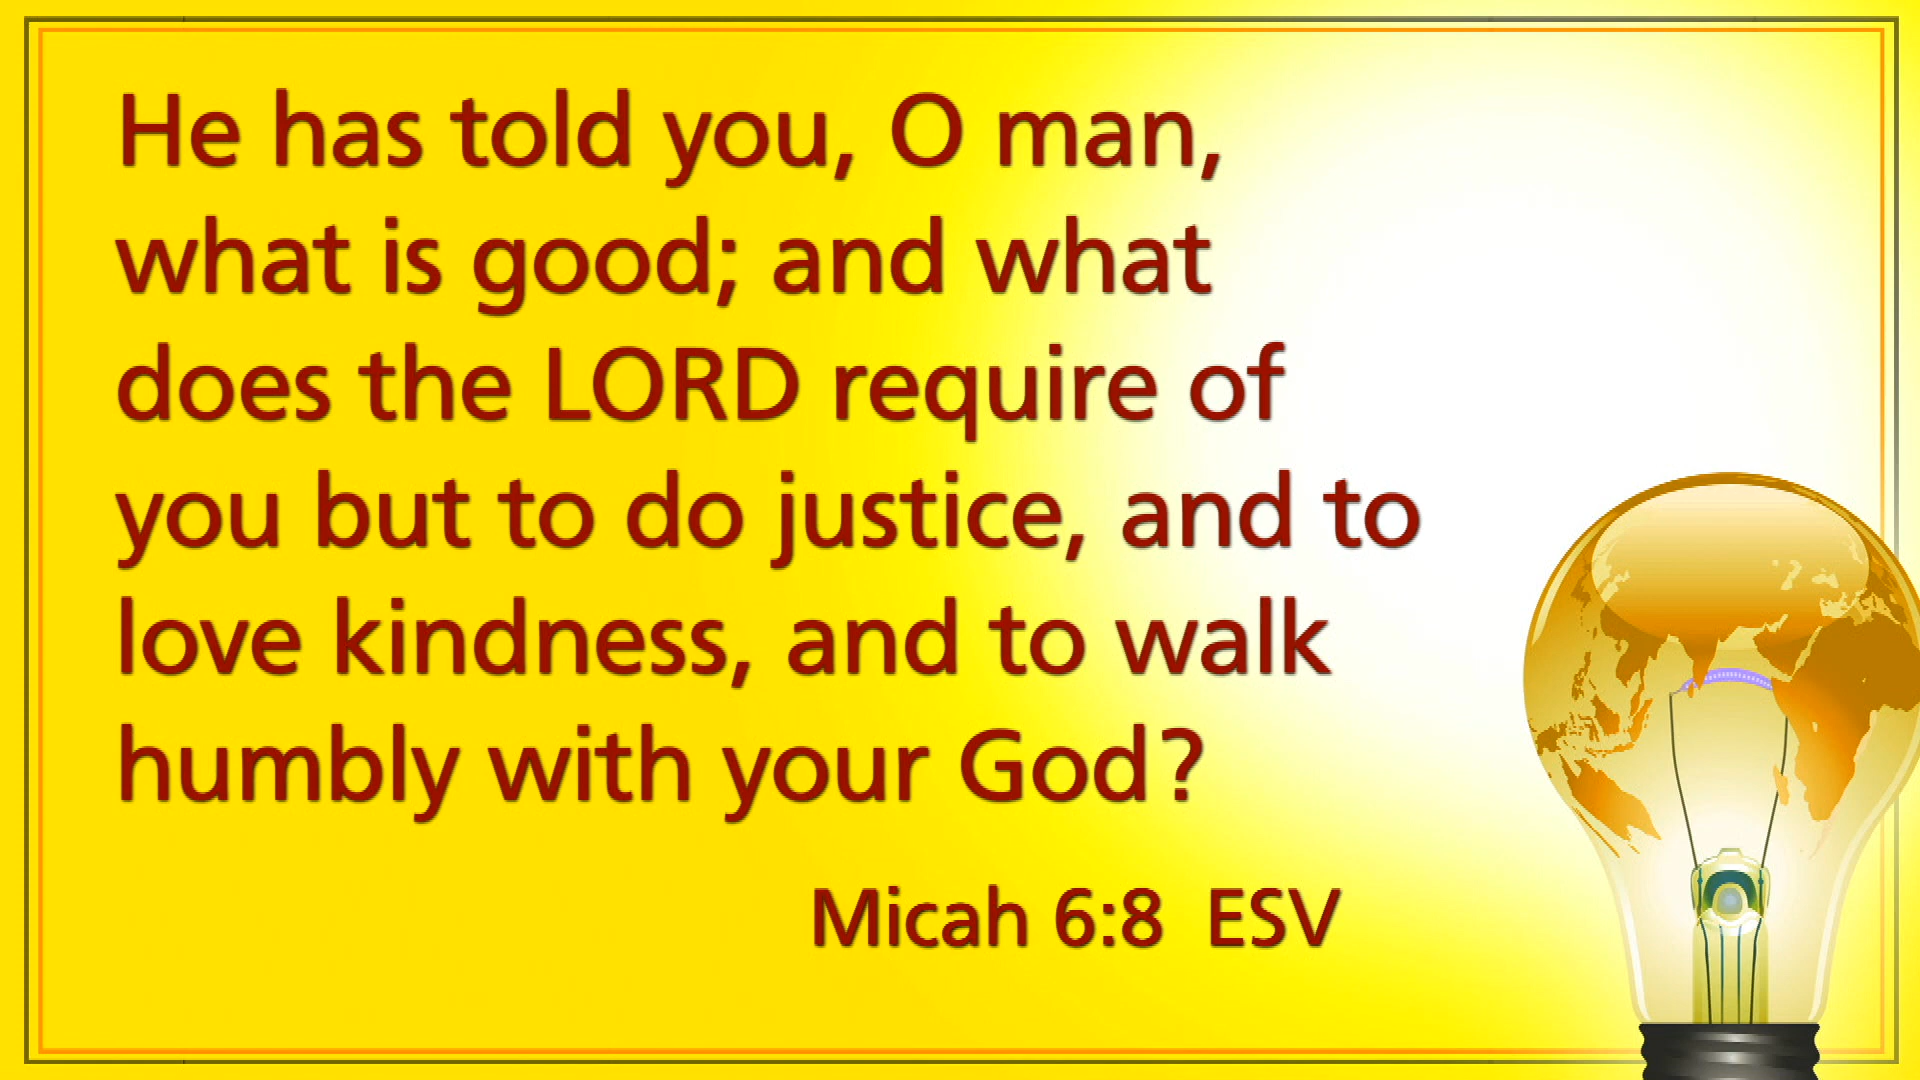 He has told you, O man,
what is good; and what
does the LORD require of
you but to do justice, and to
love kindness, and to walk
humbly with your God?
Micah 6:8 ESV